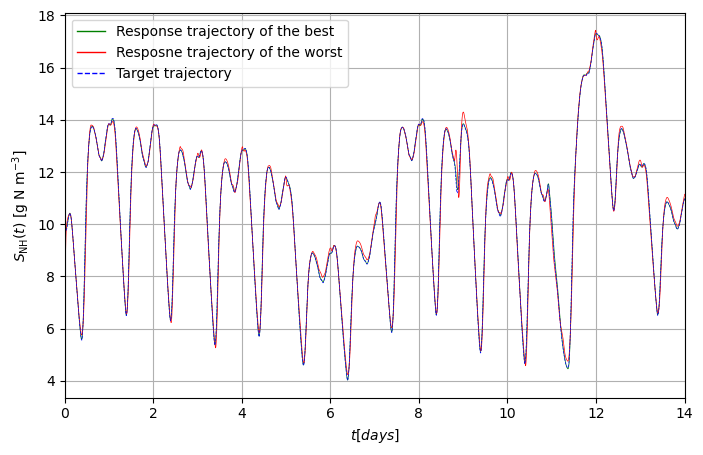 18
16
14
12
10
8
6
4
S_NH(t) [g N m^−3]
Response trajectory of the best
Resposne trajectory of the worst
Target trajectory
0 2 4 6 8 10 12 14
t[days]